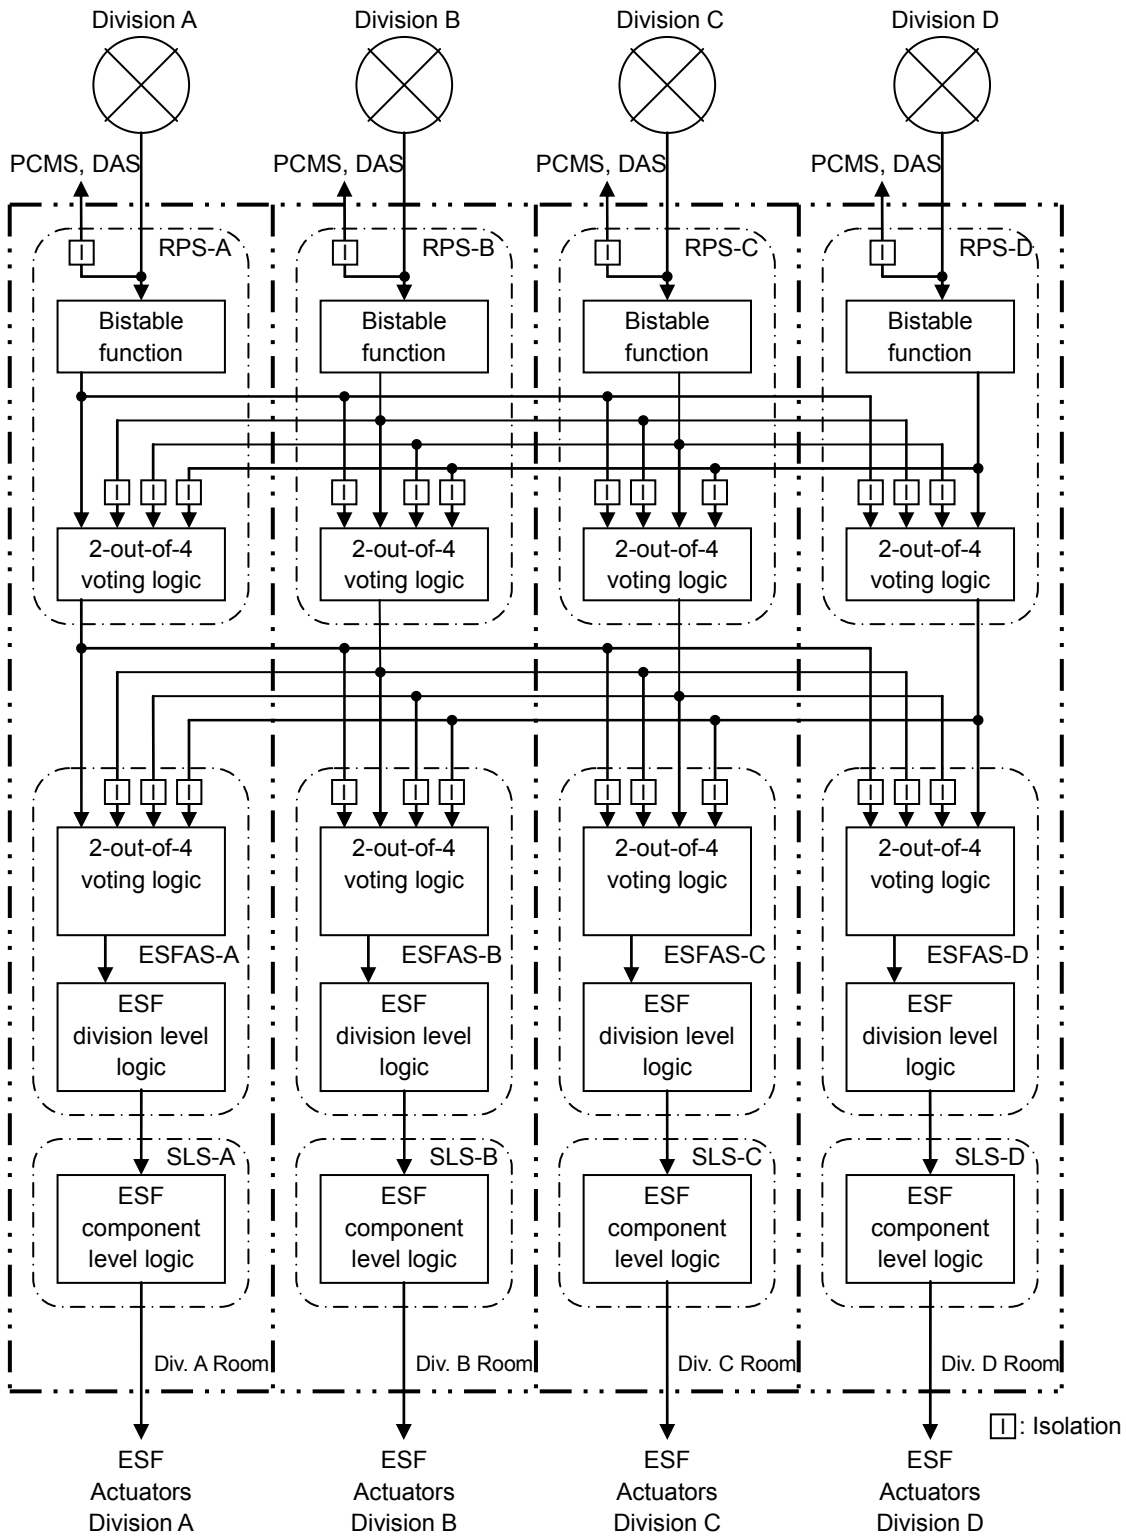 Division A
Division B
Division C
Division D
PCMS, DAS
PCMS, DAS
PCMS, DAS
PCMS, DAS
RPS-A
RPS-B
RPS-C
RPS-D
I
I
I
I
Bistable
function
Bistable
function
Bistable
function
Bistable
function
I
I
I
I
I
I
I
I
I
I
I
I
2-out-of-4
voting logic
2-out-of-4
voting logic
2-out-of-4
voting logic
2-out-of-4
voting logic
I
I
I
I
I
I
I
I
I
I
I
I
2-out-of-4
voting logic
2-out-of-4
voting logic
2-out-of-4
voting logic
2-out-of-4
voting logic
ESFAS-A
ESFAS-B
ESFAS-C
ESFAS-D
ESF
division level
logic
ESF
division level
logic
ESF
division level
logic
ESF
division level
logic
SLS-A
SLS-B
SLS-C
SLS-D
ESF
component
level logic
ESF
component
level logic
ESF
component
level logic
ESF
component
level logic
Div. A Room
Div. B Room
Div. C Room
Div. D Room
I : Isolation
ESF
Actuators
Division A
ESF
Actuators
Division B
ESF
Actuators
Division C
ESF
Actuators
Division D